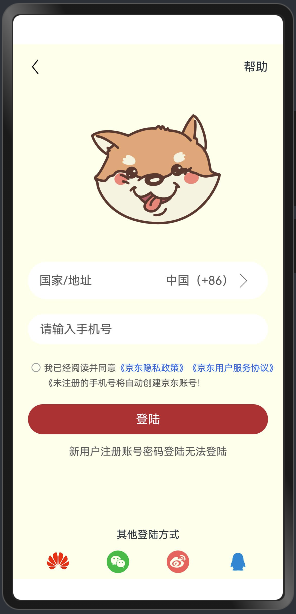 帮助
国家/地址 中国（+86）
请输入手机号
我已经阅读并同意《京东隐私政策》《京东用户服务协议》
《未注册的手机号将自动创建京东账号!
登陆
新用户注册账号密码登陆无法登陆
其他登陆方式